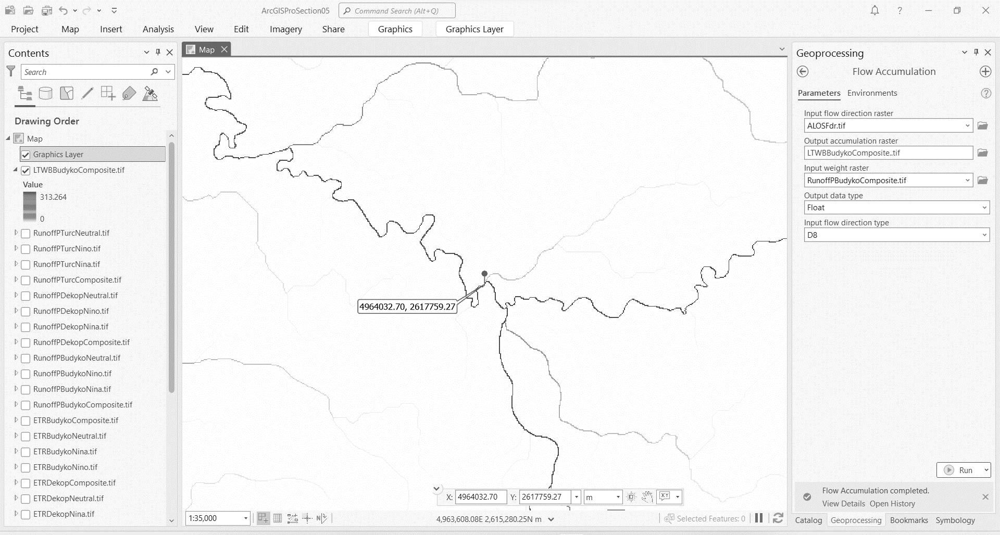 ArcGISProSection05
Command Search (Alt+Q)
?
Project Map Insert Analysis View Edit Imagery Share Graphics Graphics Layer
Contents
Search
Drawing Order
Map
Graphics Layer
LTWBBudykoComposite.tif
Value
313.264
0
RunoffPTurcNeutral.tif
RunoffPTurcNino.tif
RunoffPTurcNina.tif
RunoffPTurcComposite.tif
RunoffPDekopNeutral.tif
RunoffPDekopNino.tif
RunoffPDekopNina.tif
RunoffPDekopComposite.tif
RunoffPBudykoNeutral.tif
RunoffPBudykoNino.tif
RunoffPBudykoNina.tif
RunoffPBudykoComposite.tif
ETRBudykoComposite.tif
ETRBudykoNeutral.tif
ETRBudykoNina.tif
ETRBudykoNino.tif
ETRDekopComposite.tif
ETRDekopNeutral.tif
ETRDekopNina.tif
Map
4964032.70, 2617759.27
X: 4964032.70 Y: 2617759.27 m XY
1:35,000 N 4,963,608.08E 2,615,280.25N m Selected Features: 0
Geoprocessing
Flow Accumulation
Parameters Environments ?
Input flow direction raster
ALOSFdr.tif
Output accumulation raster
LTWBBudykoComposite..tif
Input weight raster
RunoffPBudykoComposite.tif
Output data type
Float
Input flow direction type
D8
Run
Flow Accumulation completed.
View Details Open History
Catalog Geoprocessing Bookmarks Symbology